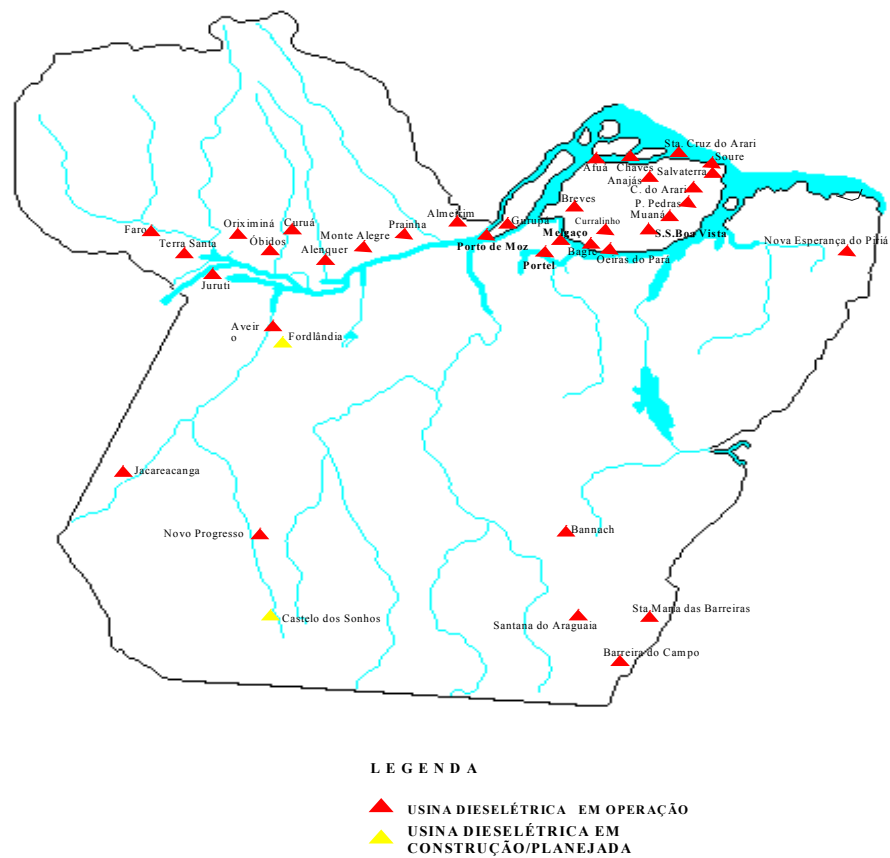 Sta. Cruz do Arari
Soure
Afuá
Chaves
Salvaterra
Anajás
C. do Arari
P. Pedras
Breves
Muaná
Almeirim
Gurupá
Curralinho
Curuá
Oriximiná
Prainha
Faro
Monte Alegre
Melgaço
S.S.Boa Vista
Porto de Moz
Nova Esperança do Piriá
Terra Santa
Óbidos
Alenquer
Bagre
Oeiras do Pará
Portel
Juruti
Aveir
o
Fordlândia
Jacareacanga
Novo Progresso
Bannach
Castelo dos Sonhos
Santana do Araguaia
Sta.Maria das Barreiras
Barreira do Campo
LEGENDA
USINA DIESELÉTRICA EM OPERAÇÃO
USINA DIESELÉTRICA EM
CONSTRUÇÃO/PLANEJADA